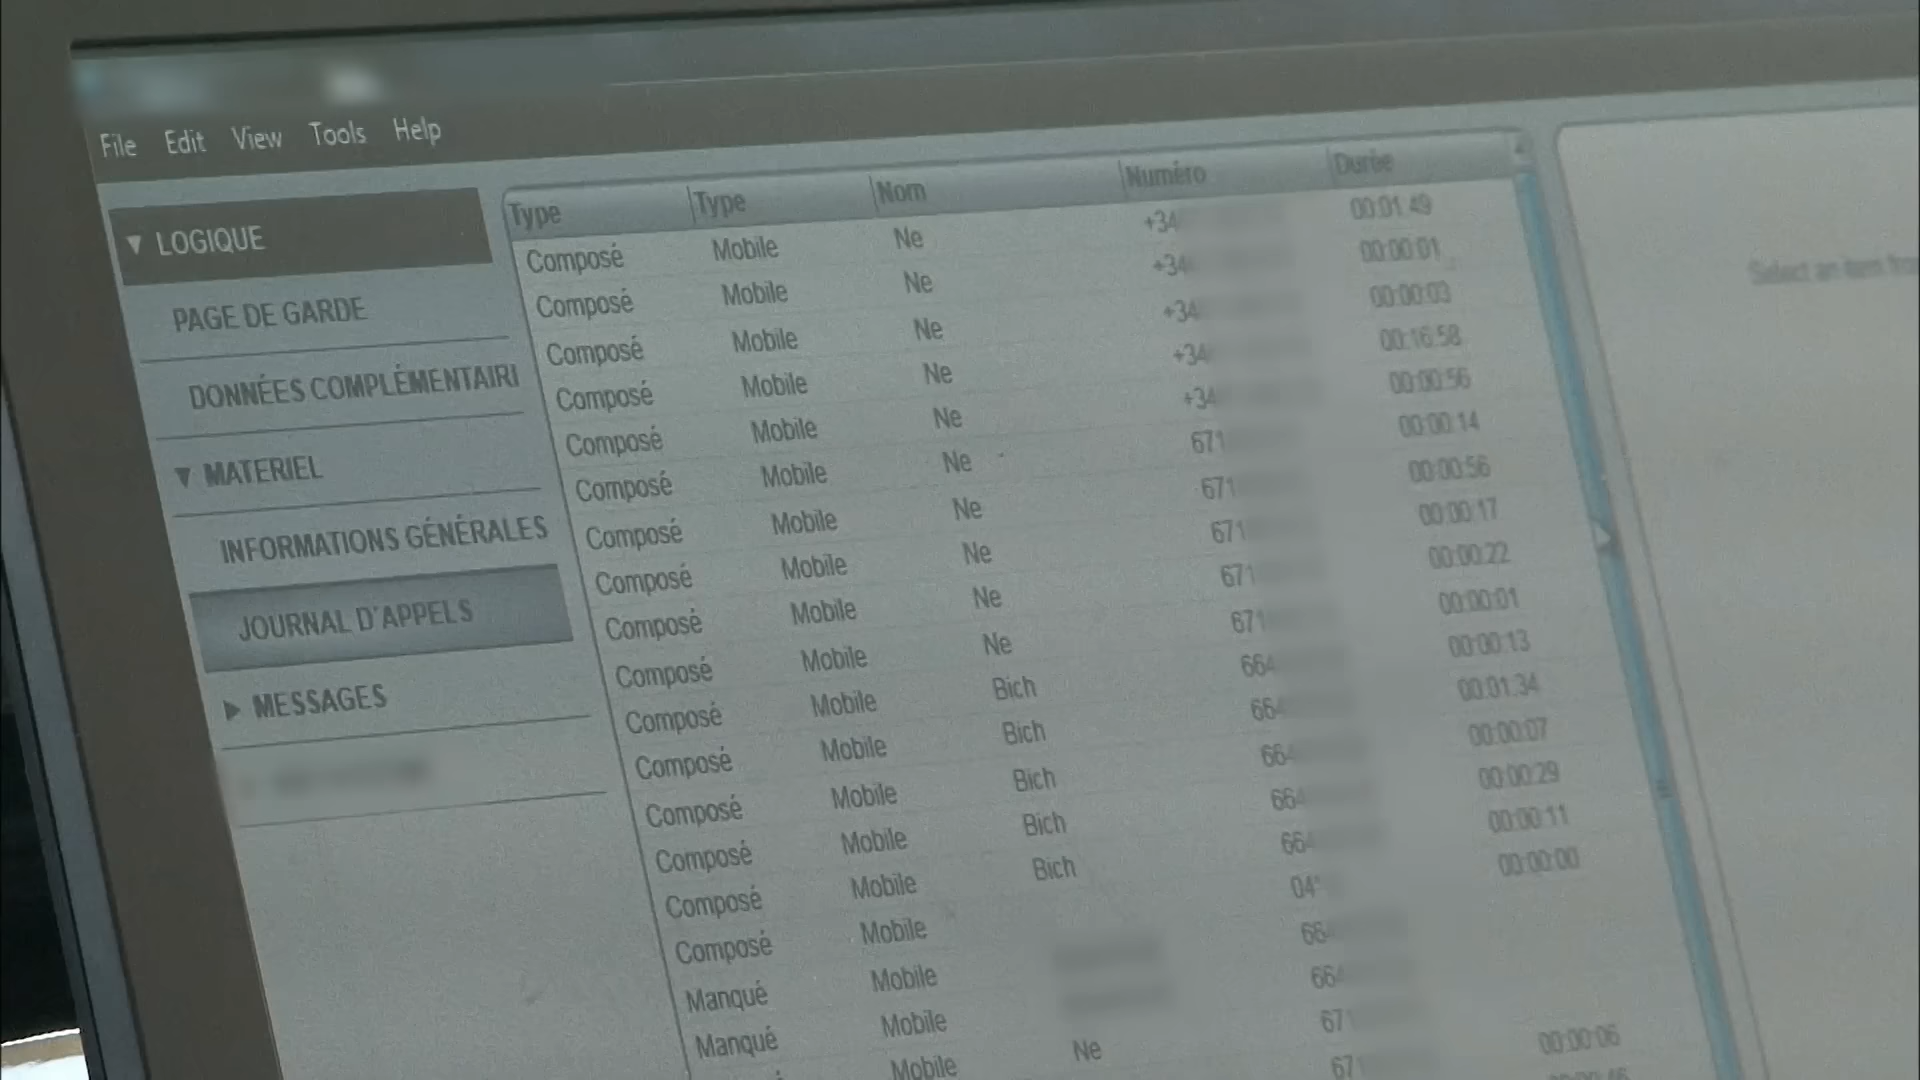 File Edit View Tools Help
LOGIQUE
PAGE DE GARDE
DONNÉES COMPLÉMENTAIRI
MATERIEL
INFORMATIONS GÉNÉRALES
JOURNAL D'APPELS
MESSAGES
Type Type Nom Numéro Durée
Composé Mobile Ne +34 00:01:49
Composé Mobile Ne +34 00:00:01
Composé Mobile Ne +34 00:00:03
Composé Mobile Ne +34 00:16:58
Composé Mobile Ne +34 00:00:56
Composé Mobile Ne 671 00:00:14
Composé Mobile Ne 671 00:00:56
Composé Mobile Ne 671 00:00:17
Composé Mobile Ne 671 00:00:22
Composé Mobile Ne 671 00:00:01
Composé Mobile Bich 664 00:00:13
Composé Mobile Bich 664 00:01:34
Composé Mobile Bich 664 00:00:07
Composé Mobile Bich 664 00:00:29
Composé Mobile Bich 664 00:00:11
Composé Mobile 04 00:00:00
Manqué Mobile 664
Manqué Mobile 664
Mobile Ne 671
671 00:00:06
Select an item from